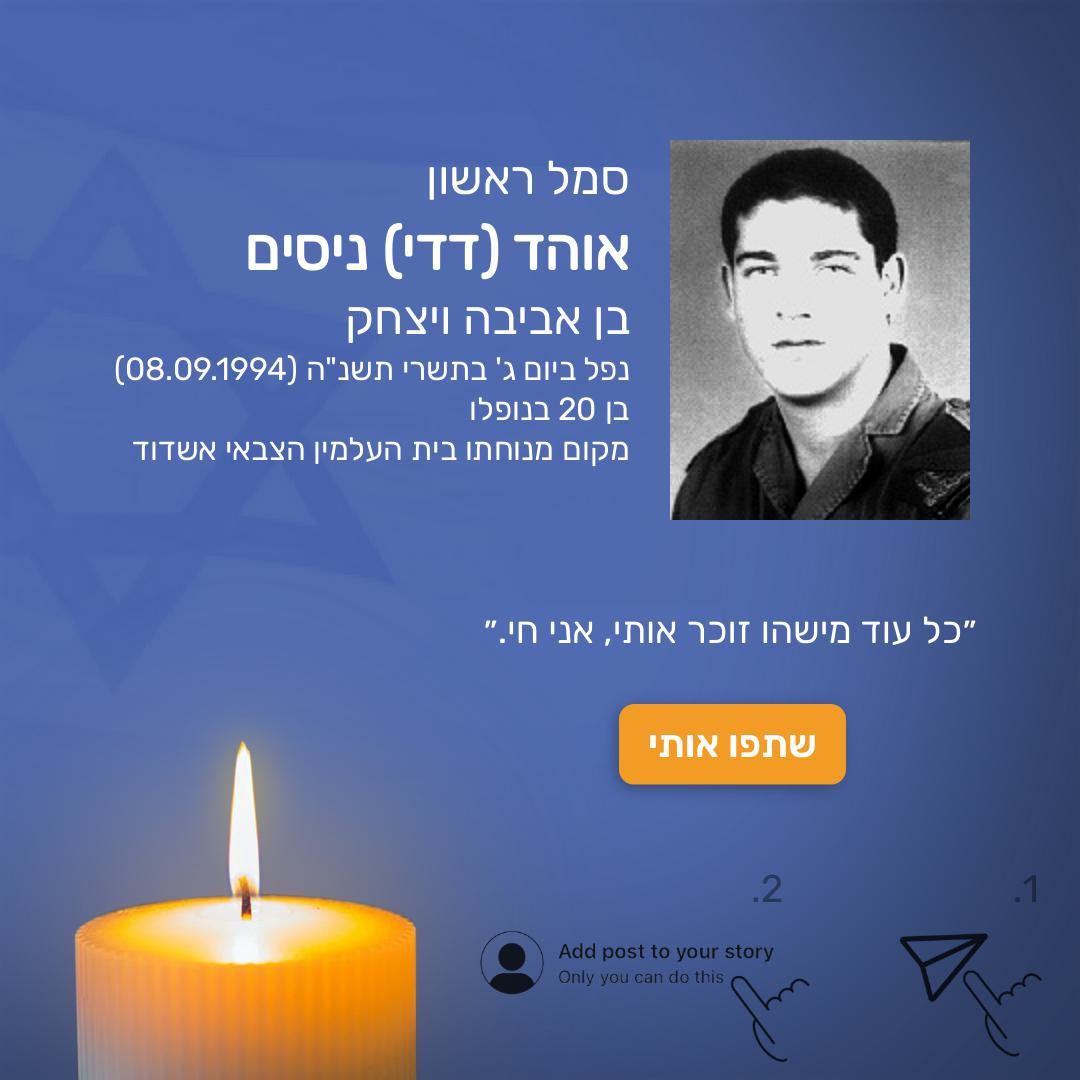 סמל ראשון
אוהד (דדי) ניסים
בן אביבה ויצחק
נפל ביום ג' בתשרי תשנ"ה (08.09.1994)
בן 20 בנופלו
מקום מנוחתו בית העלמין הצבאי אשדוד
״כל עוד מישהו זוכר אותי, אני חי.״
שתפו אותי
.1
.2
Add post to your story
Only you can do this